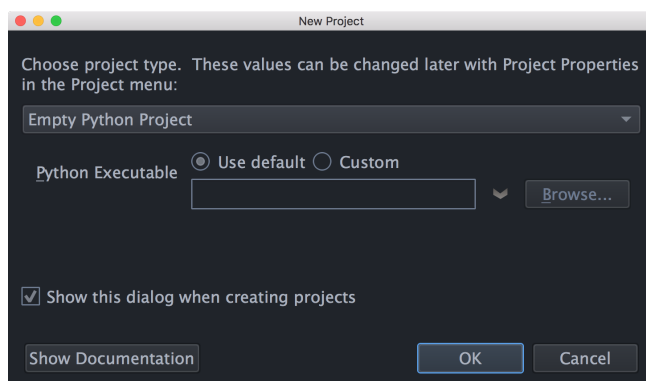 New Project
Choose project type.  These values can be changed later with Project Properties
in the Project menu:
Empty Python Project
Python Executable
Use default
Custom
Browse...
Show this dialog when creating projects
Show Documentation
OK
Cancel